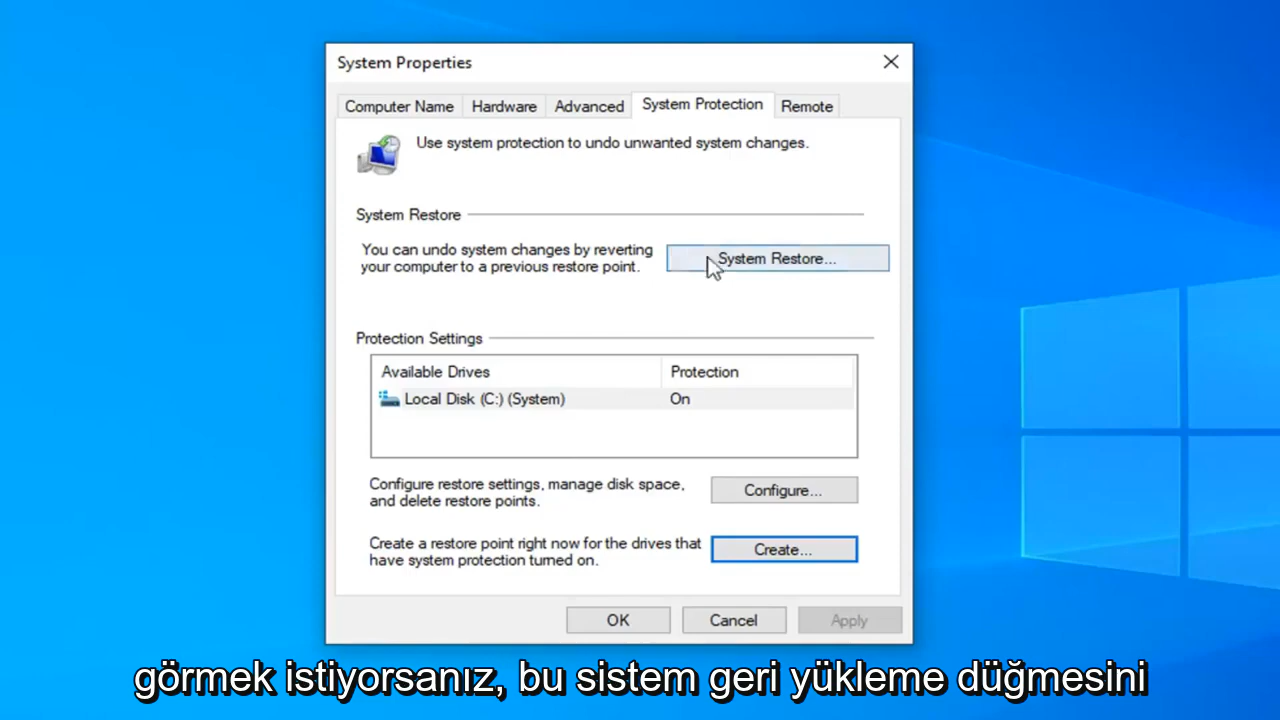 System Properties
Computer Name Hardware Advanced System Protection Remote
Use system protection to undo unwanted system changes.
System Restore
You can undo system changes by reverting
your computer to a previous restore point.
System Restore...
Protection Settings
Available Drives Protection
Local Disk (C:) (System) On
Configure restore settings, manage disk space,
and delete restore points.
Configure...
Create a restore point right now for the drives that
have system protection turned on.
Create...
OK Cancel Apply
görmek istiyorsanız, bu sistem geri yükleme düğmesini